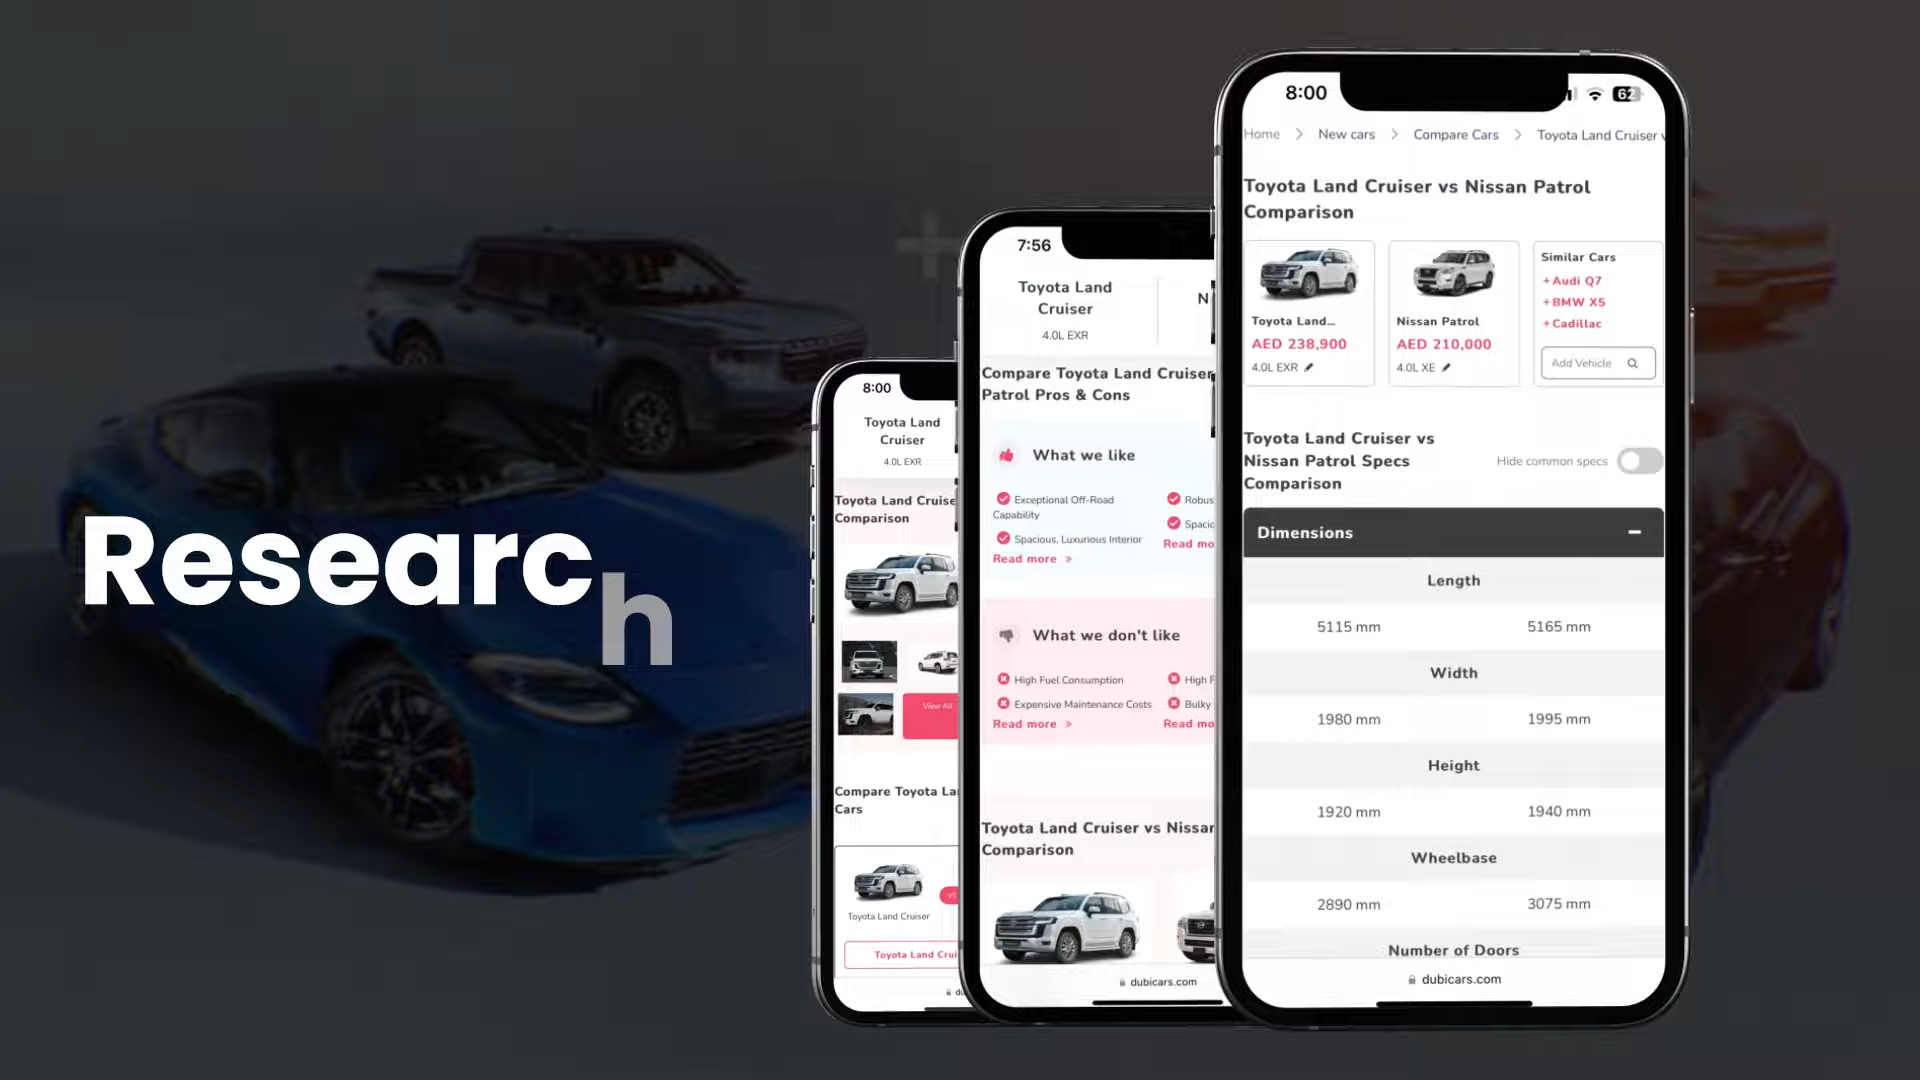 Research
8:00
Toyota Land
Cruiser
4.0L EXR
Toyota Land Cruise
Comparison
View All
Compare Toyota La
Cars
Toyota Land Cruiser
VS
Toyota Land Crui
du
7:56
Toyota Land
Cruiser
4.0L EXR
N
Compare Toyota Land Cruiser
Patrol Pros & Cons
What we like
Exceptional Off-Road
Capability
Spacious, Luxurious Interior
Read more »
Robus
Spacio
Read mo
What we don't like
High Fuel Consumption
Expensive Maintenance Costs
Read more »
High F
Bulky
Read mo
Toyota Land Cruiser vs Nissar
Comparison
dubicars.com
8:00
62
Home > New cars > Compare Cars > Toyota Land Cruiser v
Toyota Land Cruiser vs Nissan Patrol
Comparison
Toyota Land...
AED 238,900
4.0L EXR
Nissan Patrol
AED 210,000
4.0L XE
Similar Cars
+Audi Q7
+BMW X5
+Cadillac
Add Vehicle
Toyota Land Cruiser vs
Nissan Patrol Specs
Comparison
Hide common specs
Dimensions
Length
5115 mm 5165 mm
Width
1980 mm 1995 mm
Height
1920 mm 1940 mm
Wheelbase
2890 mm 3075 mm
Number of Doors
dubicars.com